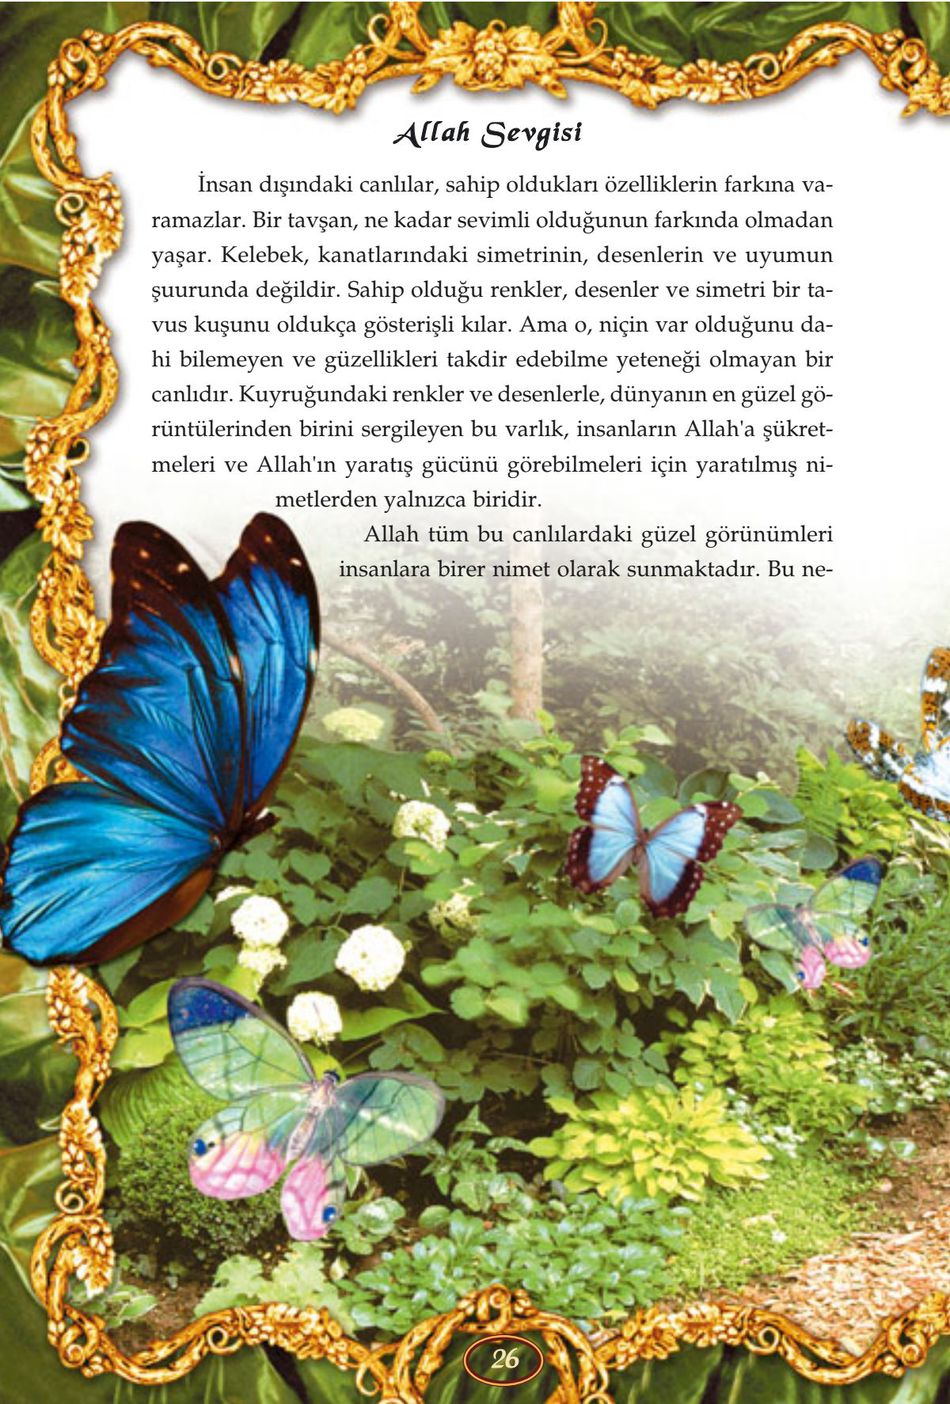 Allah Sevgisi
İnsan dışındaki canlılar, sahip oldukları özelliklerin farkına va-
ramazlar. Bir tavşan, ne kadar sevimli olduğunun farkında olmadan
yaşar. Kelebek, kanatlarındaki simetrinin, desenlerin ve uyumun
şuurunda değildir. Sahip olduğu renkler, desenler ve simetri bir ta-
vus kuşunu oldukça gösterişli kılar. Ama o, niçin var olduğunu da-
hi bilemeyen ve güzellikleri takdir edebilme yeteneği olmayan bir
canlıdır. Kuyruğundaki renkler ve desenlerle, dünyanın en güzel gö-
rüntülerinden birini sergileyen bu varlık, insanların Allah'a şükret-
meleri ve Allah'ın yaratış gücünü görebilmeleri için yaratılmış ni-
metlerden yalnızca biridir.
Allah tüm bu canlılardaki güzel görünümleri
insanlara birer nimet olarak sunmaktadır. Bu ne-
26